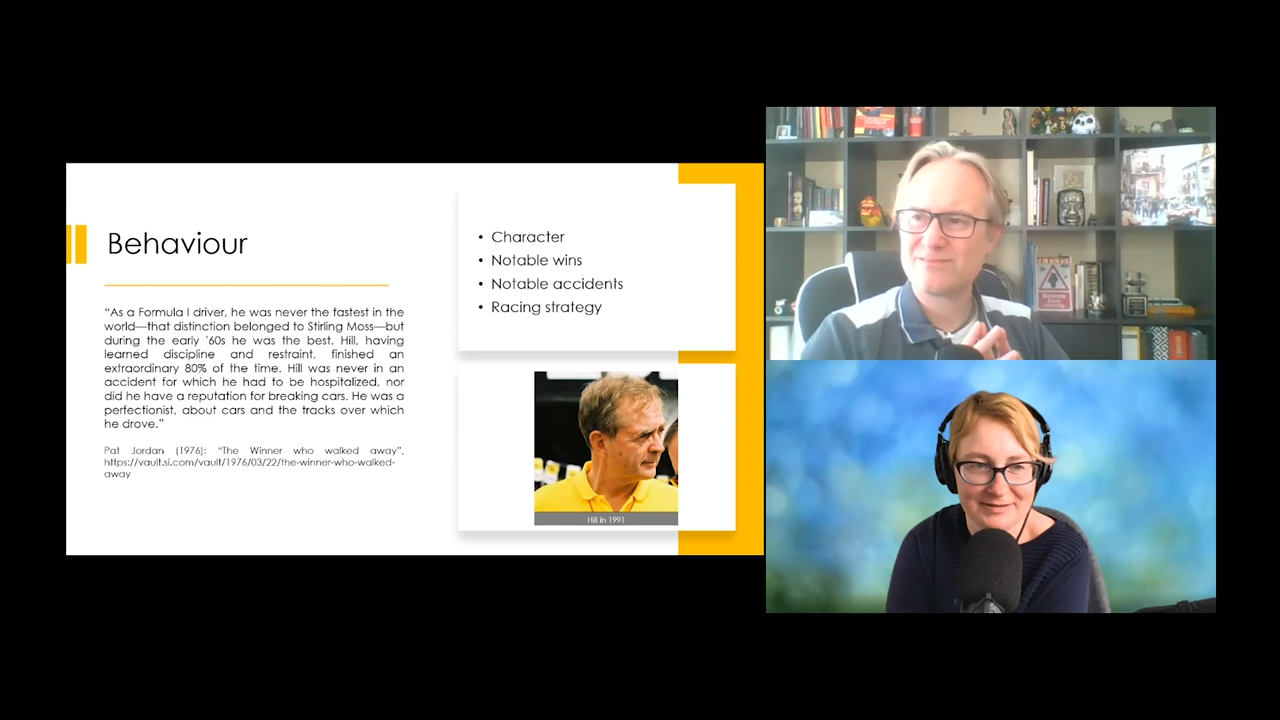 Behaviour
“As a Formula I driver, he was never the fastest in the
world—that distinction belonged to Stirling Moss—but
during the early '60s he was the best. Hill, having
learned discipline and restraint, finished an
extraordinary 80% of the time. Hill was never in an
accident for which he had to be hospitalized, nor
did he have a reputation for breaking cars. He was a
perfectionist, about cars and the tracks over which
he drove.”
Pat Jordan (1976): “The Winner who walked away”,
https://vault.si.com/vault/1976/03/22/the-winner-who-walked-
away
• Character
• Notable wins
• Notable accidents
• Racing strategy
Hill in 1991